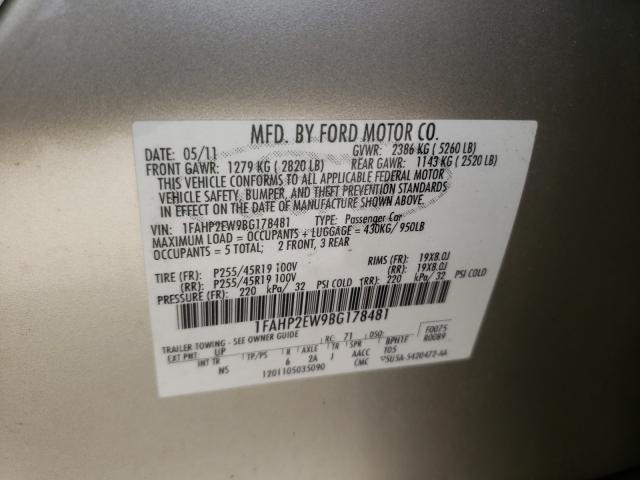 MFD. BY FORD MOTOR CO.
DATE: 05/11 GVWR: 2386 KG ( 5260 LB)
FRONT GAWR: 1279 KG ( 2820 LB) REAR GAWR: 1143 KG ( 2520 LB)
THIS VEHICLE CONFORMS TO ALL APPLICABLE FEDERAL MOTOR
VEHICLE SAFETY, BUMPER, AND THEFT PREVENTION STANDARDS
IN EFFECT ON THE DATE OF MANUFACTURE SHOWN ABOVE.
VIN: 1FAHP2EW9BG178481 TYPE: Passenger Car
MAXIMUM LOAD = OCCUPANTS + LUGGAGE = 430KG/ 950LB
OCCUPANTS = 5 TOTAL; 2 FRONT, 3 REAR
TIRE (FR): P255/45R19 100V RIMS (FR): 19X8.0J
(RR): P255/45R19 100V (RR): 19X8.0J
PRESSURE (FR): 220 kPa/ 32 PSI COLD (RR): 220 kPa/ 32 PSI COLD
1FAHP2EW9BG178481
TRAILER TOWING - SEE OWNER GUIDE RC: 71 DSO: F0075
EXT PNT: UP BPH1F R0089
INT TR TP/PS R AXLE TR SPR T05
NS 6 2A J AACC
CMC
1201105035090